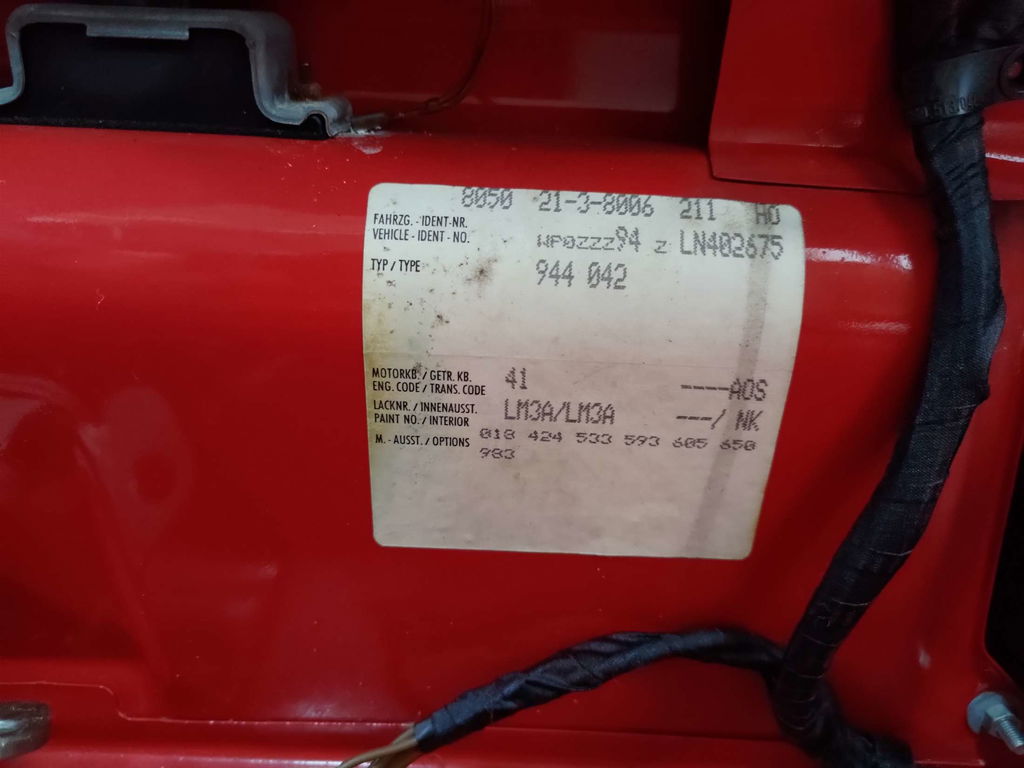 8050 21-3-8006 211 HO
FAHRZG. - IDENT-NR.
VEHICLE - IDENT - NO. WP0ZZZ94 Z LN402675
TYP / TYPE 944 042
MOTORKB. / GETR. KB.
ENG. CODE / TRANS. CODE 41 ----AOS
LACKNR. / INNENAUSST.
PAINT NO. / INTERIOR LM3A/LM3A ---/ NK
M. - AUSST. / OPTIONS 018 424 533 593 605 650
983